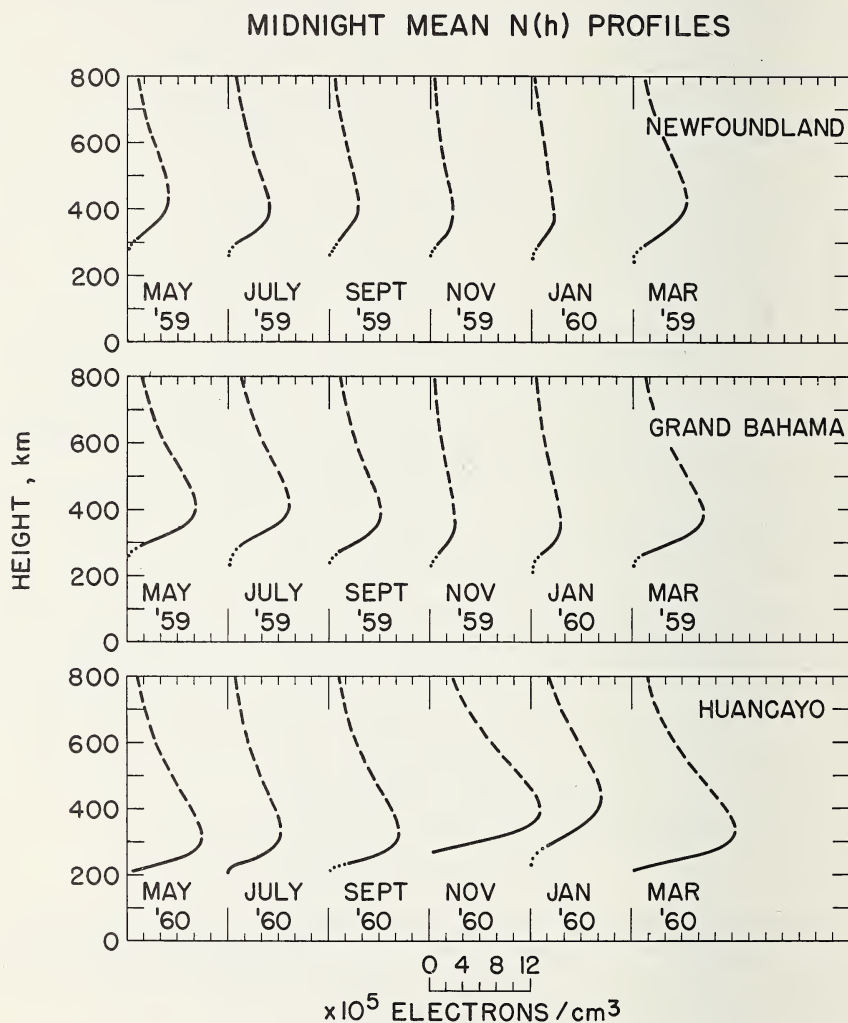 MIDNIGHT MEAN N(h) PROFILES
800
600
400
200
0
NEWFOUNDLAND
MAY JULY SEPT NOV JAN MAR
'59 '59 '59 '59 '60 '59
800
600
400
200
0
GRAND BAHAMA
MAY JULY SEPT NOV JAN MAR
'59 '59 '59 '59 '60 '59
HEIGHT, km
800
600
400
200
0
HUANCAYO
MAY JULY SEPT NOV JAN MAR
'60 '60 '60 '60 '60 '60
0 4 8 12
x10⁵ ELECTRONS/cm³